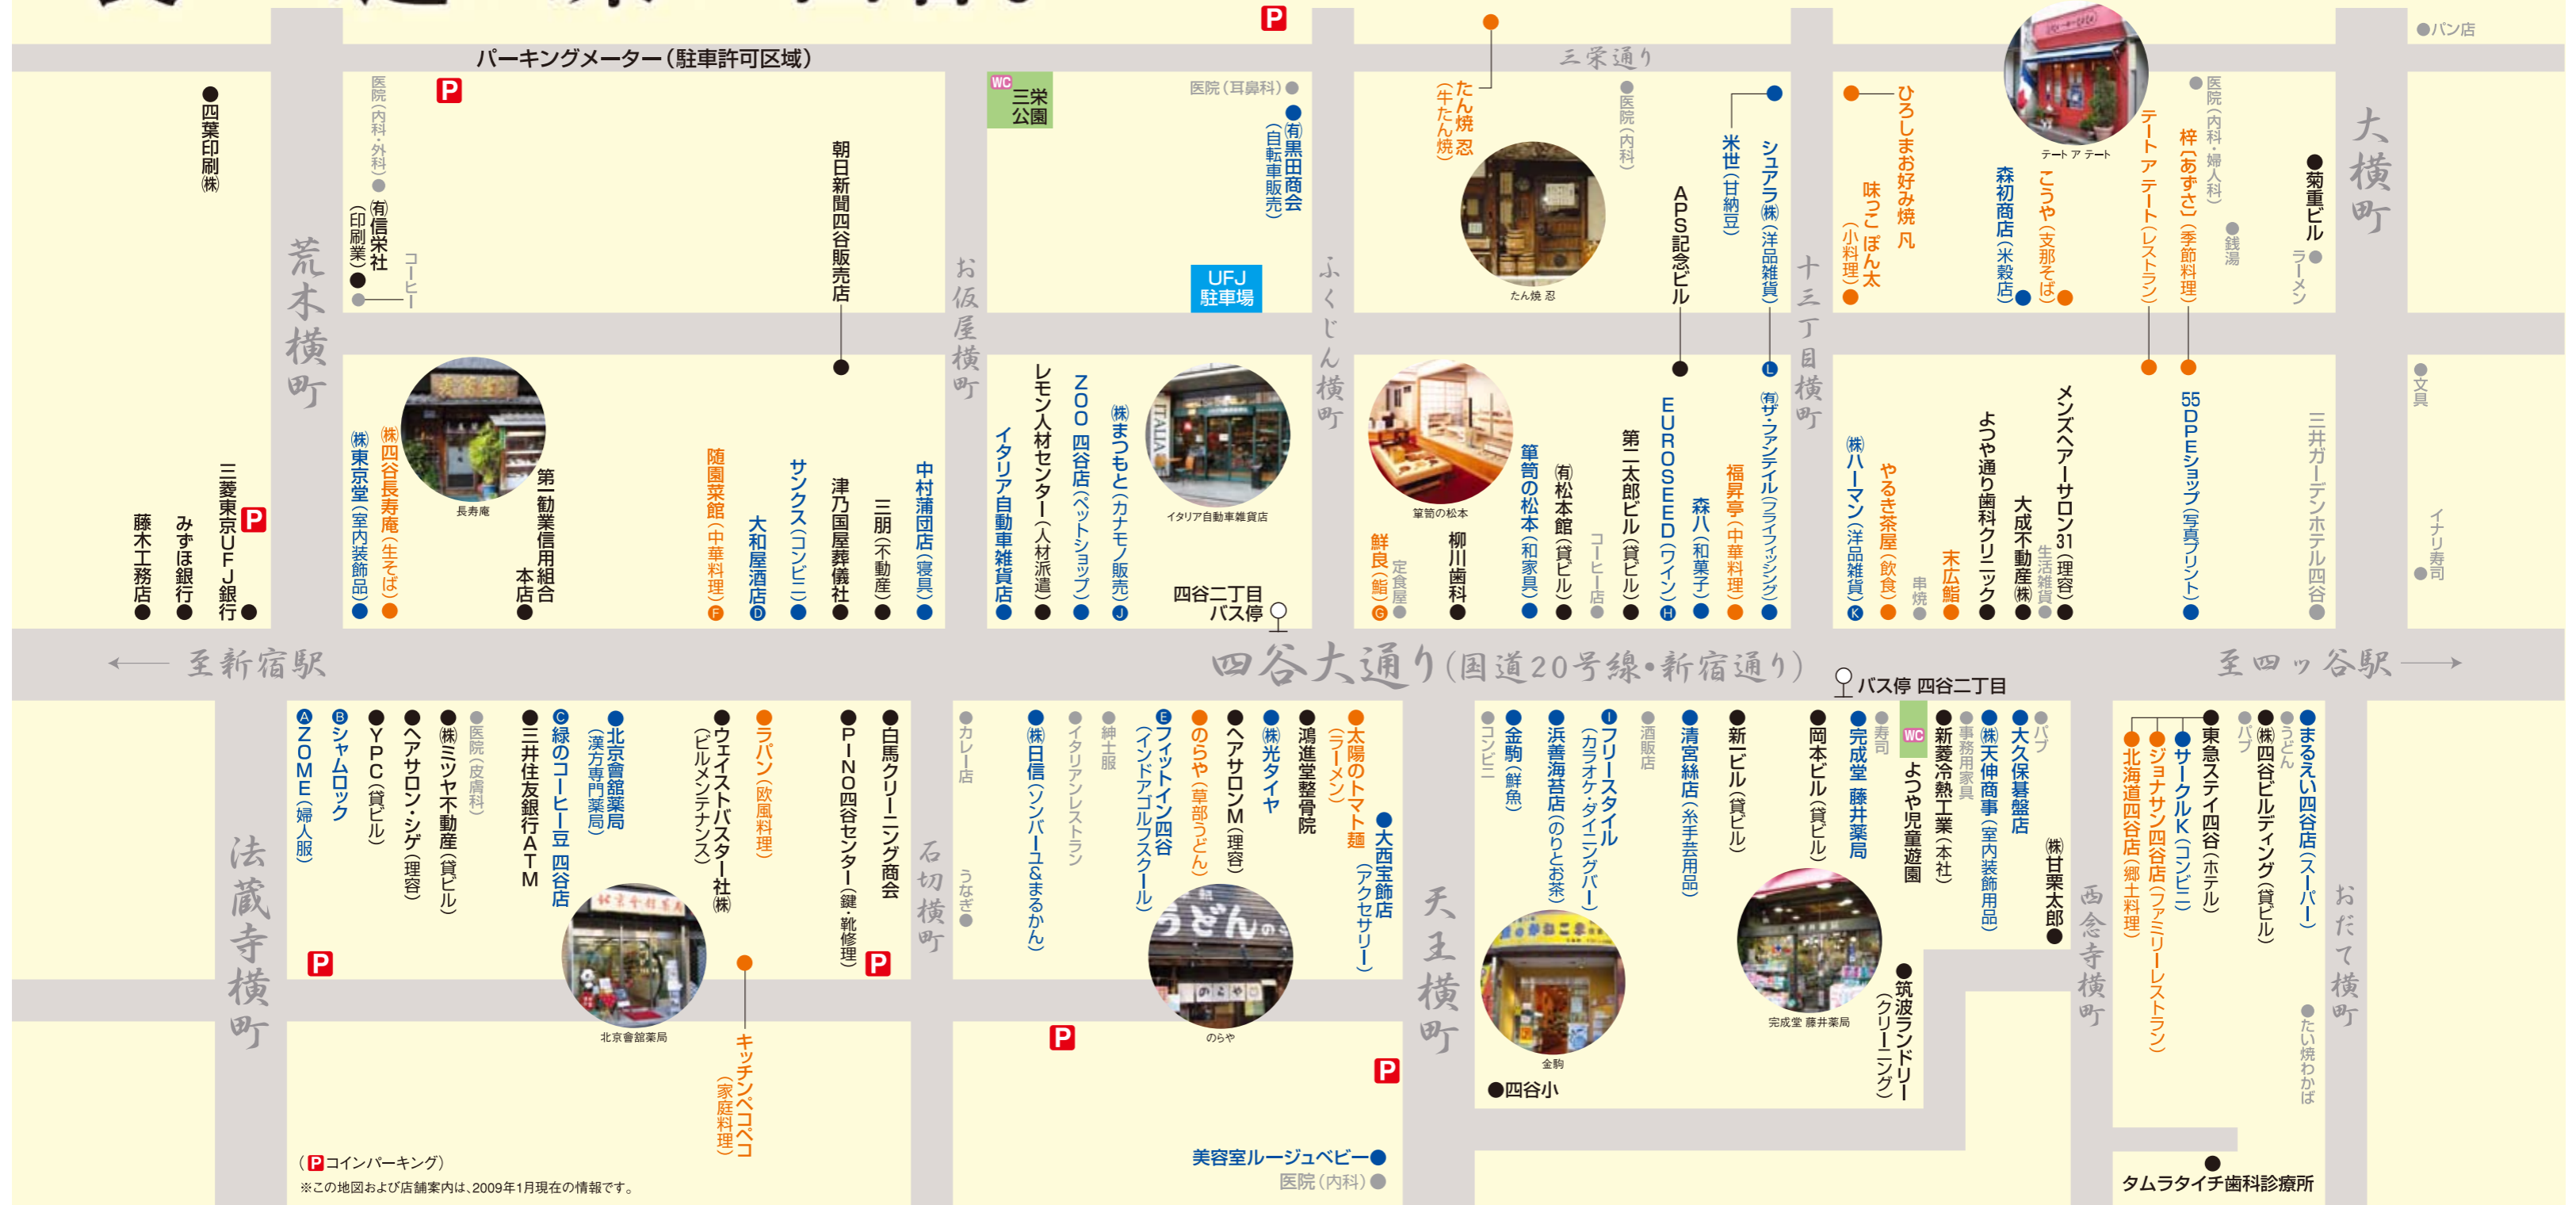 パーキングメーター（駐車許可区域）
三栄通り
荒木横町
お仮屋横町
ふくじん横町
十三丁目横町
大横町
●四葉印刷㈱
医院（内科・外科）●
㈲信栄社
（印刷業）●
コーヒー
朝日新聞四谷販売店
WC
三栄
公園
医院（耳鼻科）●
●㈲黒田商会
（自転車販売）
UFJ
駐車場
たん焼 忍
（牛たん焼）
たん焼 忍
●医院（内科）
APS記念ビル
米世（甘納豆）
シュアラ㈱（洋品雑貨）
ひろしまお好み焼 凡
味っこ ぽん太
（小料理）●
森初商店（米穀店）●
こうや（支那そば）●
テート ア テート
テート ア テート（レストラン）
梓〔あずさ〕（季節料理）
●医院（内科・婦人科）
●銭湯
●菊重ビル
ラーメン●
●パン店
藤木工務店●
みずほ銀行●
三菱東京UFJ銀行●
P
㈱東京堂（室内装飾品）●
㈱四谷長寿庵（生そば）●
長寿庵
第一勧業信用組合
本店●
随園菜館（中華料理）F
大和屋酒店D
サンクス（コンビニ）●
津乃国屋葬儀社●
三朋（不動産）●
中村蒲団店（寝具）●
イタリア自動車雑貨店●
レモン人材センター（人材派遣）●
ZOO 四谷店（ペットショップ）●
㈱まつもと（カナモノ販売）J
イタリア自動車雑貨店
四谷二丁目
バス停
鮮良（鮨）G
定食屋●
箪笥の松本
柳川歯科●
箪笥の松本（和家具）●
㈲松本館（貸ビル）●
コーヒー店●
第二太郎ビル（貸ビル）●
EUROSEED（ワイン）H
森八（和菓子）●
福昇亭（中華料理）●
L
㈲ザ・ファンテイル（フライフィッシング）●
㈱ハーマン（洋品雑貨）K
やるき茶屋（飲食）●
串焼●
末広鮨●
よつや通り歯科クリニック●
大成不動産㈱●
生活雑貨●
メンズヘアーサロン31（理容）●
55DPEショップ（写真プリント）●
三井ガーデンホテル四谷●
●文具
イナリ寿司●
← 至新宿駅
四谷大通り（国道20号線・新宿通り）
至四ッ谷駅 →
バス停 四谷二丁目
法蔵寺横町
石切横町
天王横町
西念寺横町
おだて横町
A ZOME（婦人服）
B シャムロック
●YPC（貸ビル）
●ヘアサロン・シゲ（理容）
●㈱ミツヤ不動産（貸ビル）
●医院（皮膚科）
●三井住友銀行ATM
C 緑のコーヒー豆 四谷店
●北京會舘薬局
（漢方専門薬局）
北京會舘薬局
●ウェイストバスター社㈱
（ビルメンテナンス）
●ラパン（欧風料理）
キッチンペコペコ
（家庭料理）
●PINO四谷センター（鍵・靴修理）
●白馬クリーニング商会
P
●カレー店
うなぎ●
●㈱日信（ノンバーユ&まるかん）
●イタリアンレストラン
●紳士服
E フィットイン四谷
（インドアゴルフスクール）
●のらや（草部うどん）
のらや
●ヘアサロンM（理容）
●㈱光タイヤ
●鴻進堂整骨院
●太陽のトマト麺
（ラーメン）
●大西宝飾店
（アクセサリー）
美容室ルージュベビー●
医院（内科）●
●コンビニ
●金駒（鮮魚）
金駒
●浜善海苔店（のりとお茶）
I フリースタイル
（カラオケ・ダイニングバー）
●酒販店
●清宮絲店（糸手芸用品）
●新一ビル（貸ビル）
●岡本ビル（貸ビル）
●完成堂 藤井薬局
完成堂 藤井薬局
●寿司
WC
よつや児童遊園
●新菱冷熱工業（本社）
●事務用家具
●㈱天伸商事（室内装飾用品）
●大久保碁盤店
●パブ
㈱甘栗太郎●
●筑波ランドリー
（クリーニング）
●四谷小
●北海道四谷店（郷土料理）
●ジョナサン四谷店（ファミリーレストラン）
●サークルK（コンビニ）
●東急ステイ四谷（ホテル）
●パブ
●㈱四谷ビルディング（貸ビル）
●うどん
●まるえい四谷店（スーパー）
●たい焼わかば
●
タムラタイチ歯科診療所
（Pコインパーキング）
※この地図および店舗案内は、2009年1月現在の情報です。